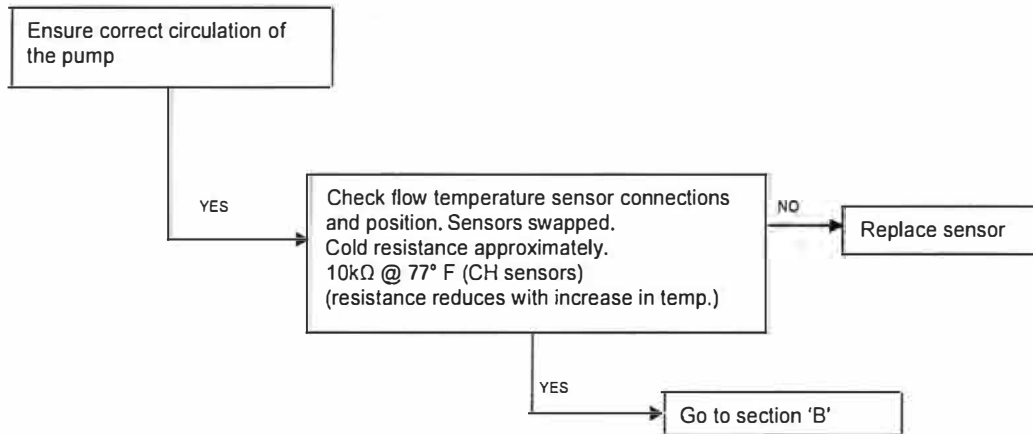 Ensure correct circulation of
the pump
YES
Check flow temperature sensor connections
and position. Sensors swapped.
Cold resistance approximately.
10kΩ @ 77° F (CH sensors)
(resistance reduces with increase in temp.)
NO
Replace sensor
YES
Go to section 'B'